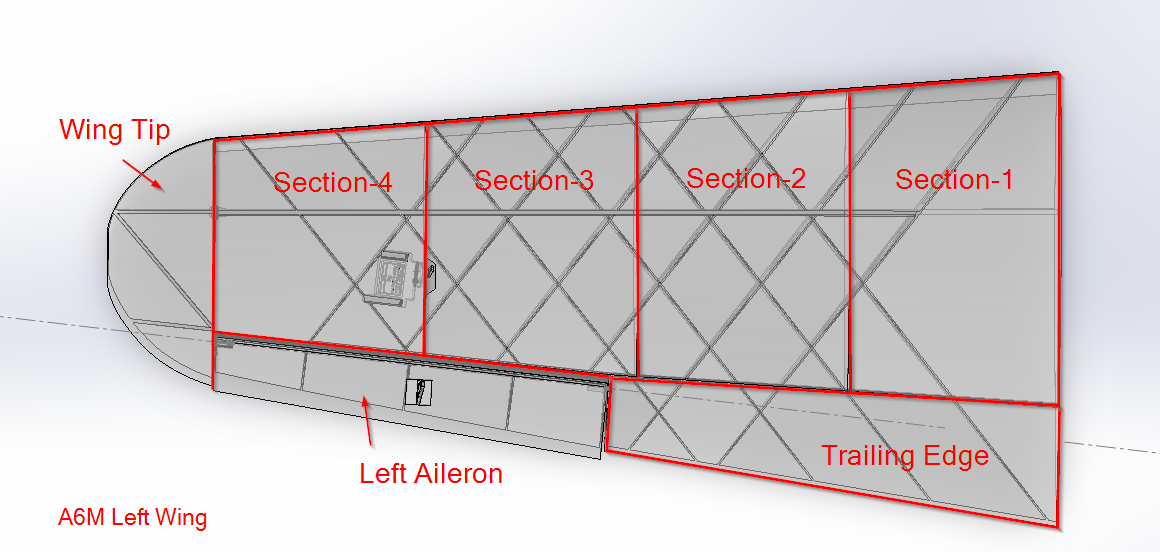 Wing Tip
Section-4
Section-3
Section-2
Section-1
Trailing Edge
Left Aileron
A6M Left Wing